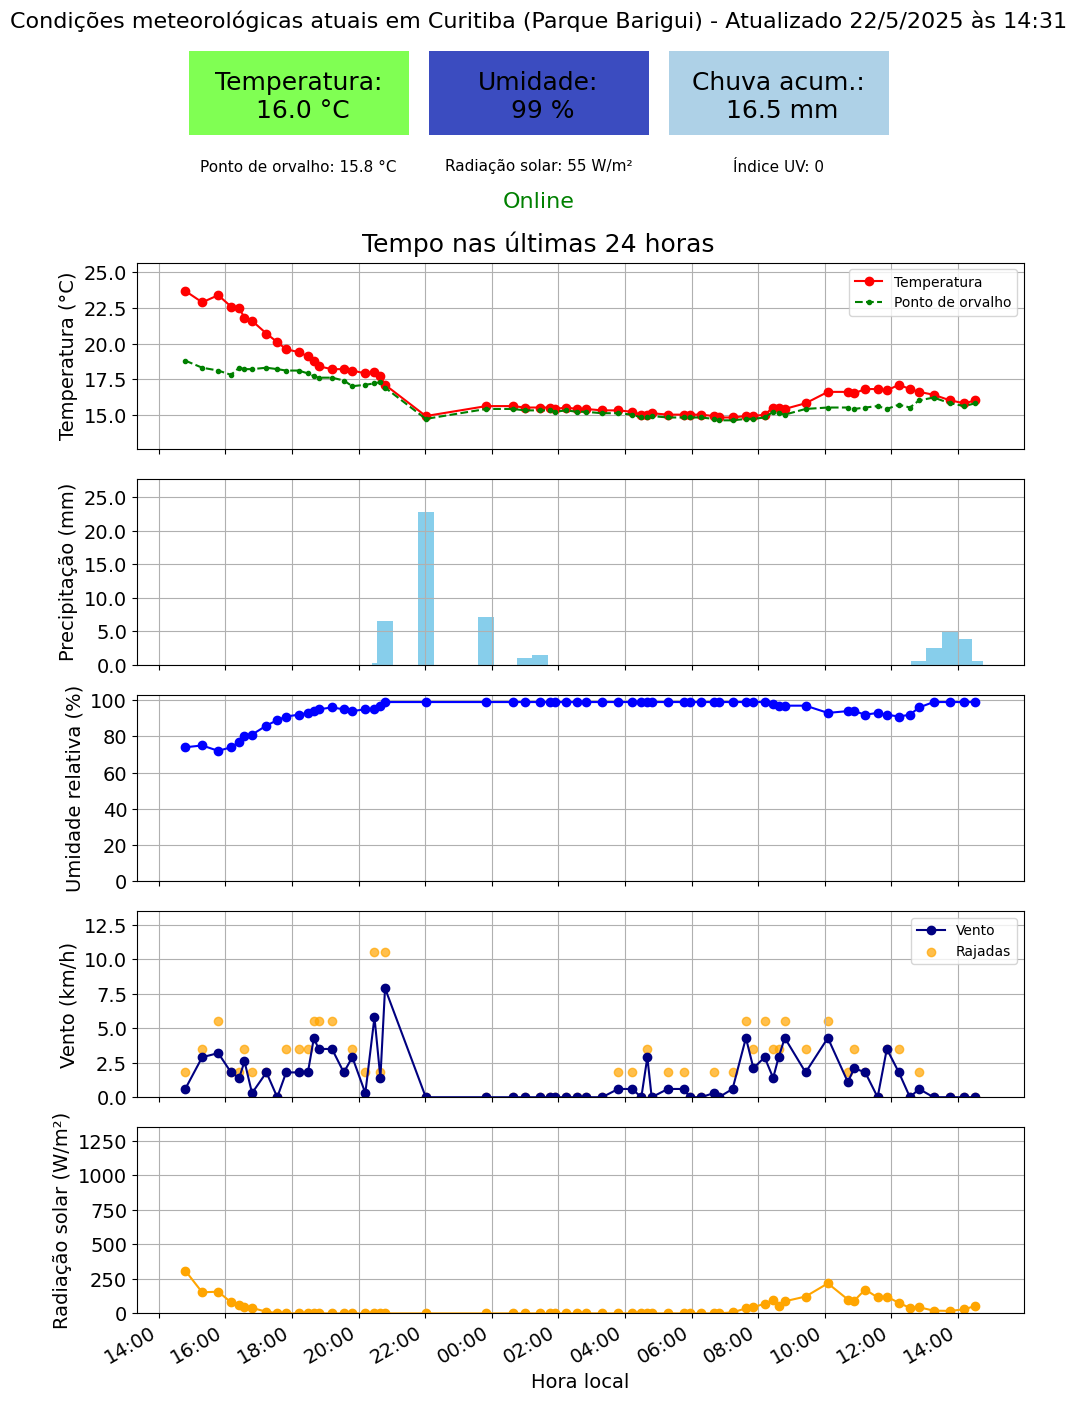 Condições meteorológicas atuais em Curitiba (Parque Barigui) - Atualizado 22/5/2025 às 14:31
Temperatura:
16.0 °C
Umidade:
99 %
Chuva acum.:
16.5 mm
Ponto de orvalho: 15.8 °C
Radiação solar: 55 W/m²
Índice UV: 0
Online
Tempo nas últimas 24 horas
Temperatura (°C)
25.0
22.5
20.0
17.5
15.0
Temperatura
Ponto de orvalho
Precipitação (mm)
25.0
20.0
15.0
10.0
5.0
0.0
Umidade relativa (%)
100
80
60
40
20
0
Vento (km/h)
12.5
10.0
7.5
5.0
2.5
0.0
Vento
Rajadas
Radiação solar (W/m²)
1250
1000
750
500
250
0
14:00
16:00
18:00
20:00
22:00
00:00
02:00
04:00
06:00
08:00
10:00
12:00
14:00
Hora local